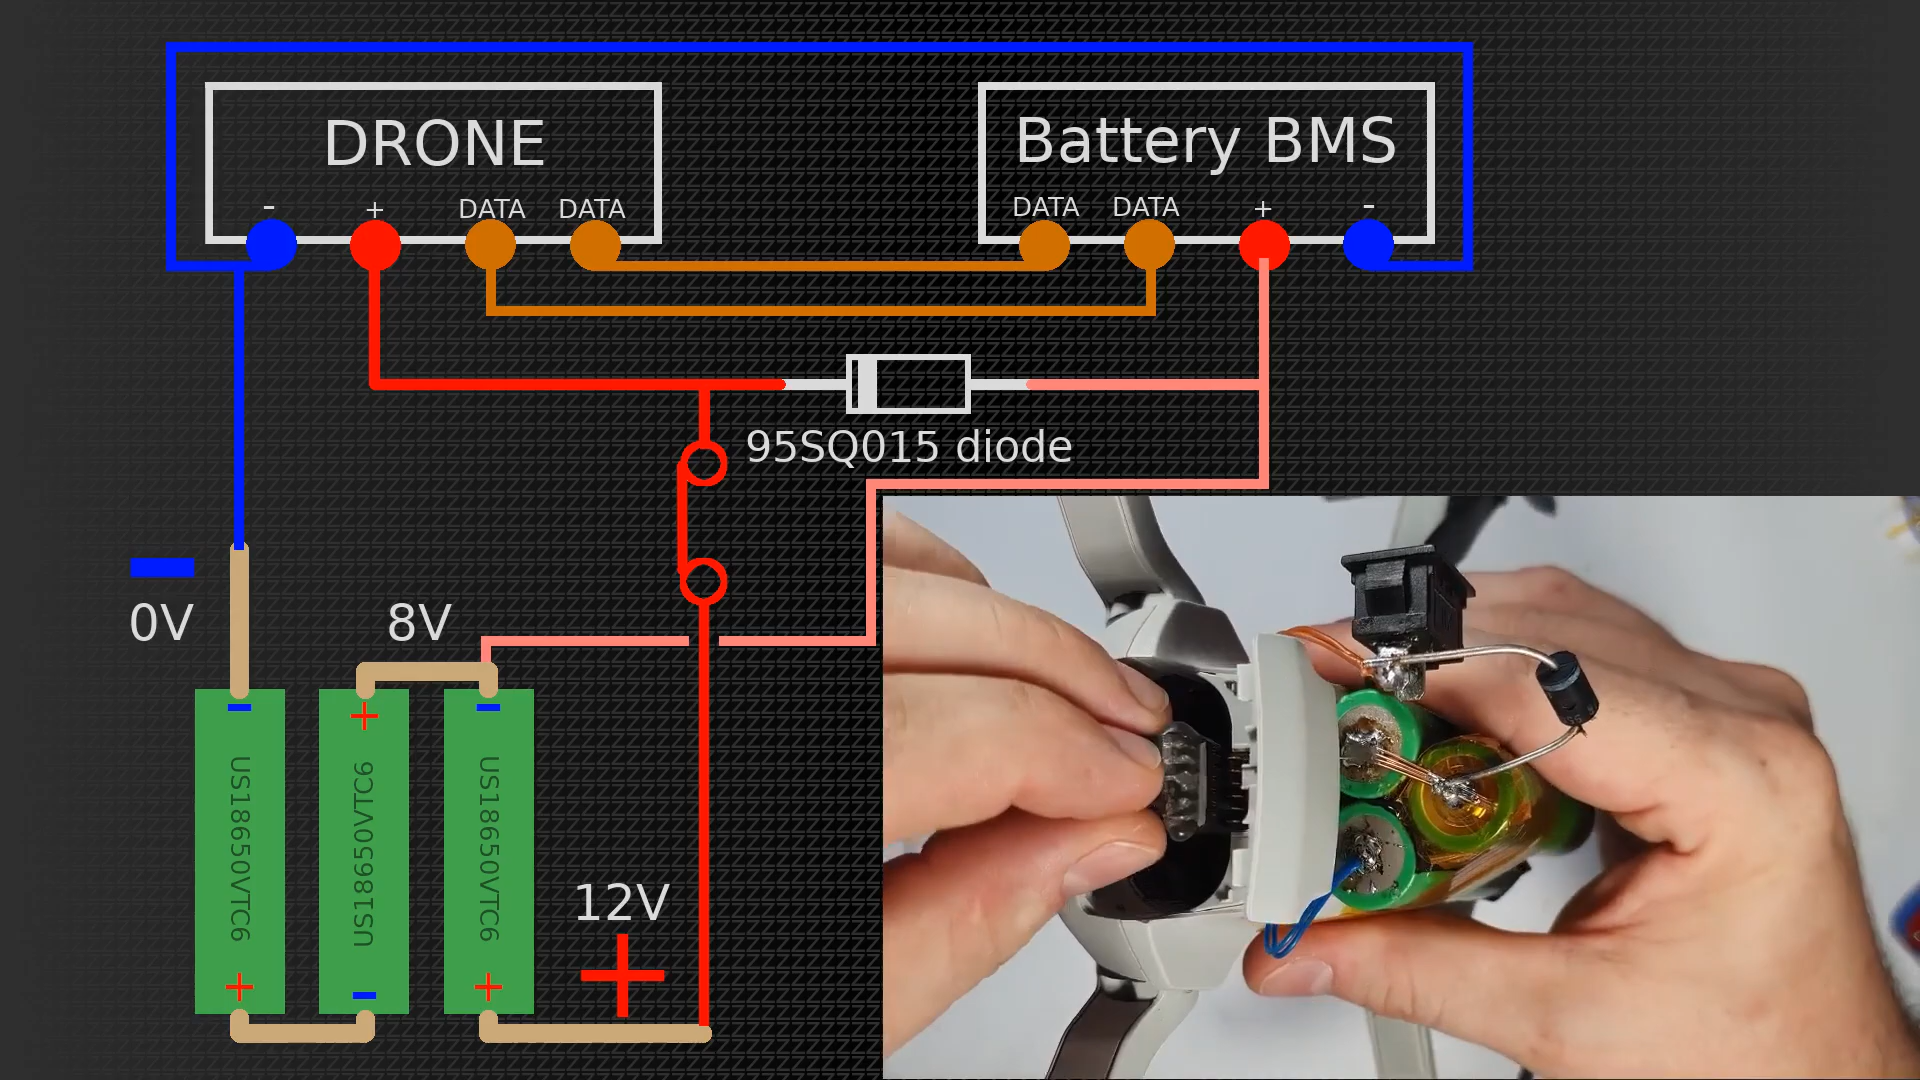 DRONE
Battery BMS
- + DATA DATA
DATA DATA + -
95SQ015 diode
0V
8V
- + -
US18650VTC6
US18650VTC6
US18650VTC6
12V
+
+ - +